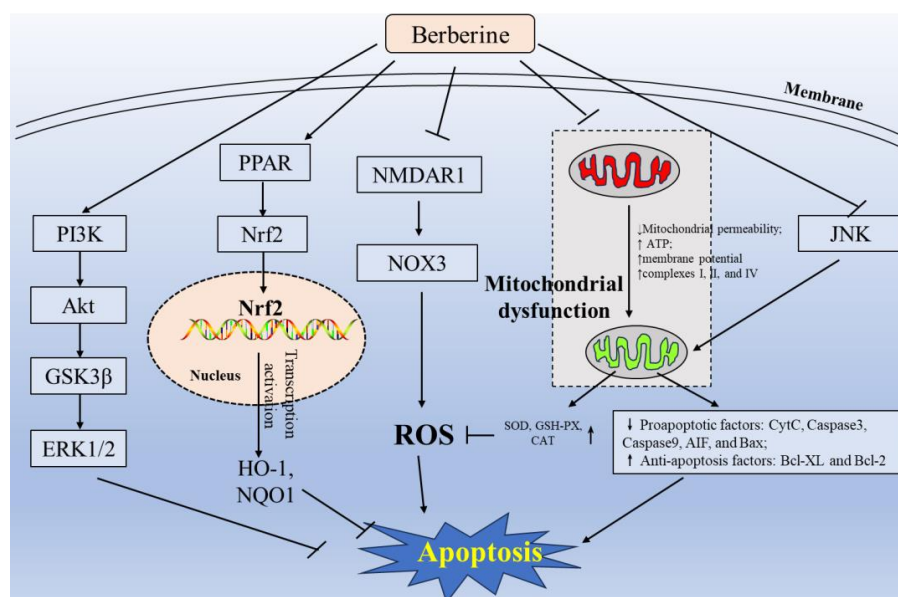 Berberine
Membrane
PPAR
NMDAR1
PI3K
Nrf2
JNK
↓Mitochondrial permeability;
↑ ATP;
↑membrane potential
↑complexes I, II, and IV
NOX3
Mitochondrial
dysfunction
Akt
Nrf2
GSK3β
Nucleus
Transcription
activation
ERK1/2
HO-1,
NQO1
ROS
SOD, GSH-PX,
CAT ↑
↓ Proapoptotic factors: CytC, Caspase3,
Caspase9, AIF, and Bax;
↑ Anti-apoptosis factors: Bcl-XL and Bcl-2
Apoptosis